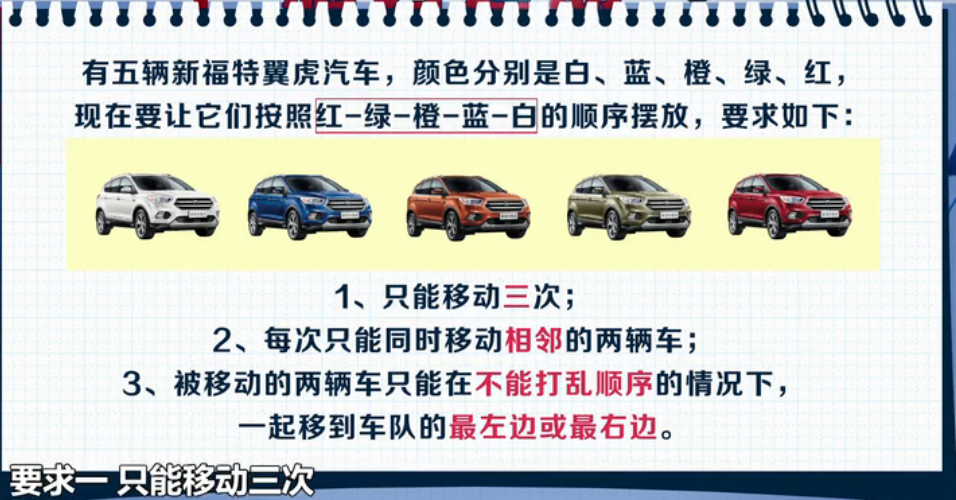 有五辆新福特翼虎汽车，颜色分别是白、蓝、橙、绿、红，
现在要让它们按照红-绿-橙-蓝-白的顺序摆放，要求如下：
1、只能移动三次；
2、每次只能同时移动相邻的两辆车；
3、被移动的两辆车只能在不能打乱顺序的情况下，
一起移到车队的最左边或最右边。
要求一 只能移动三次